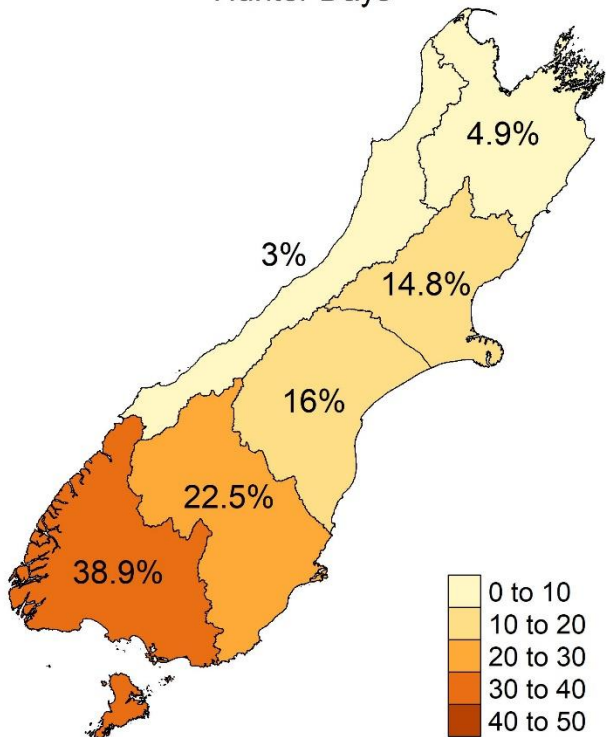 Hunter Days
4.9%
3%
14.8%
16%
22.5%
38.9%
0 to 10
10 to 20
20 to 30
30 to 40
40 to 50